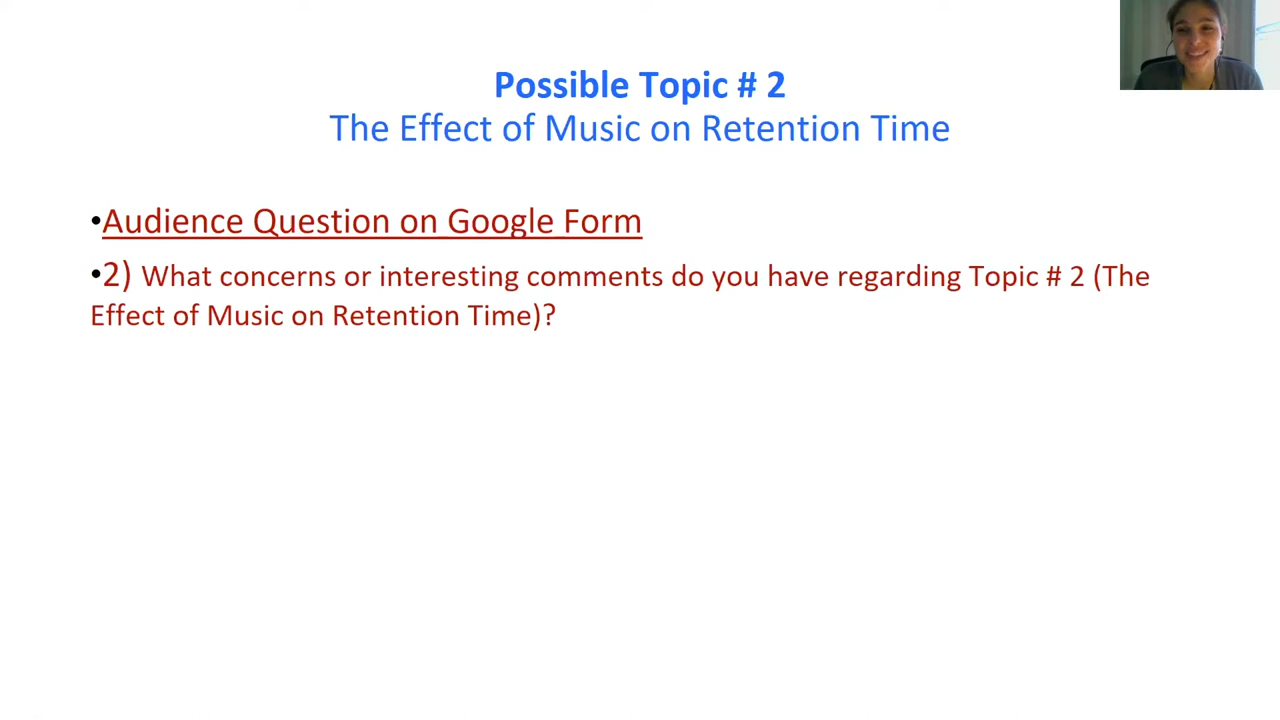 Possible Topic # 2
The Effect of Music on Retention Time
•Audience Question on Google Form
•2) What concerns or interesting comments do you have regarding Topic # 2 (The
Effect of Music on Retention Time)?